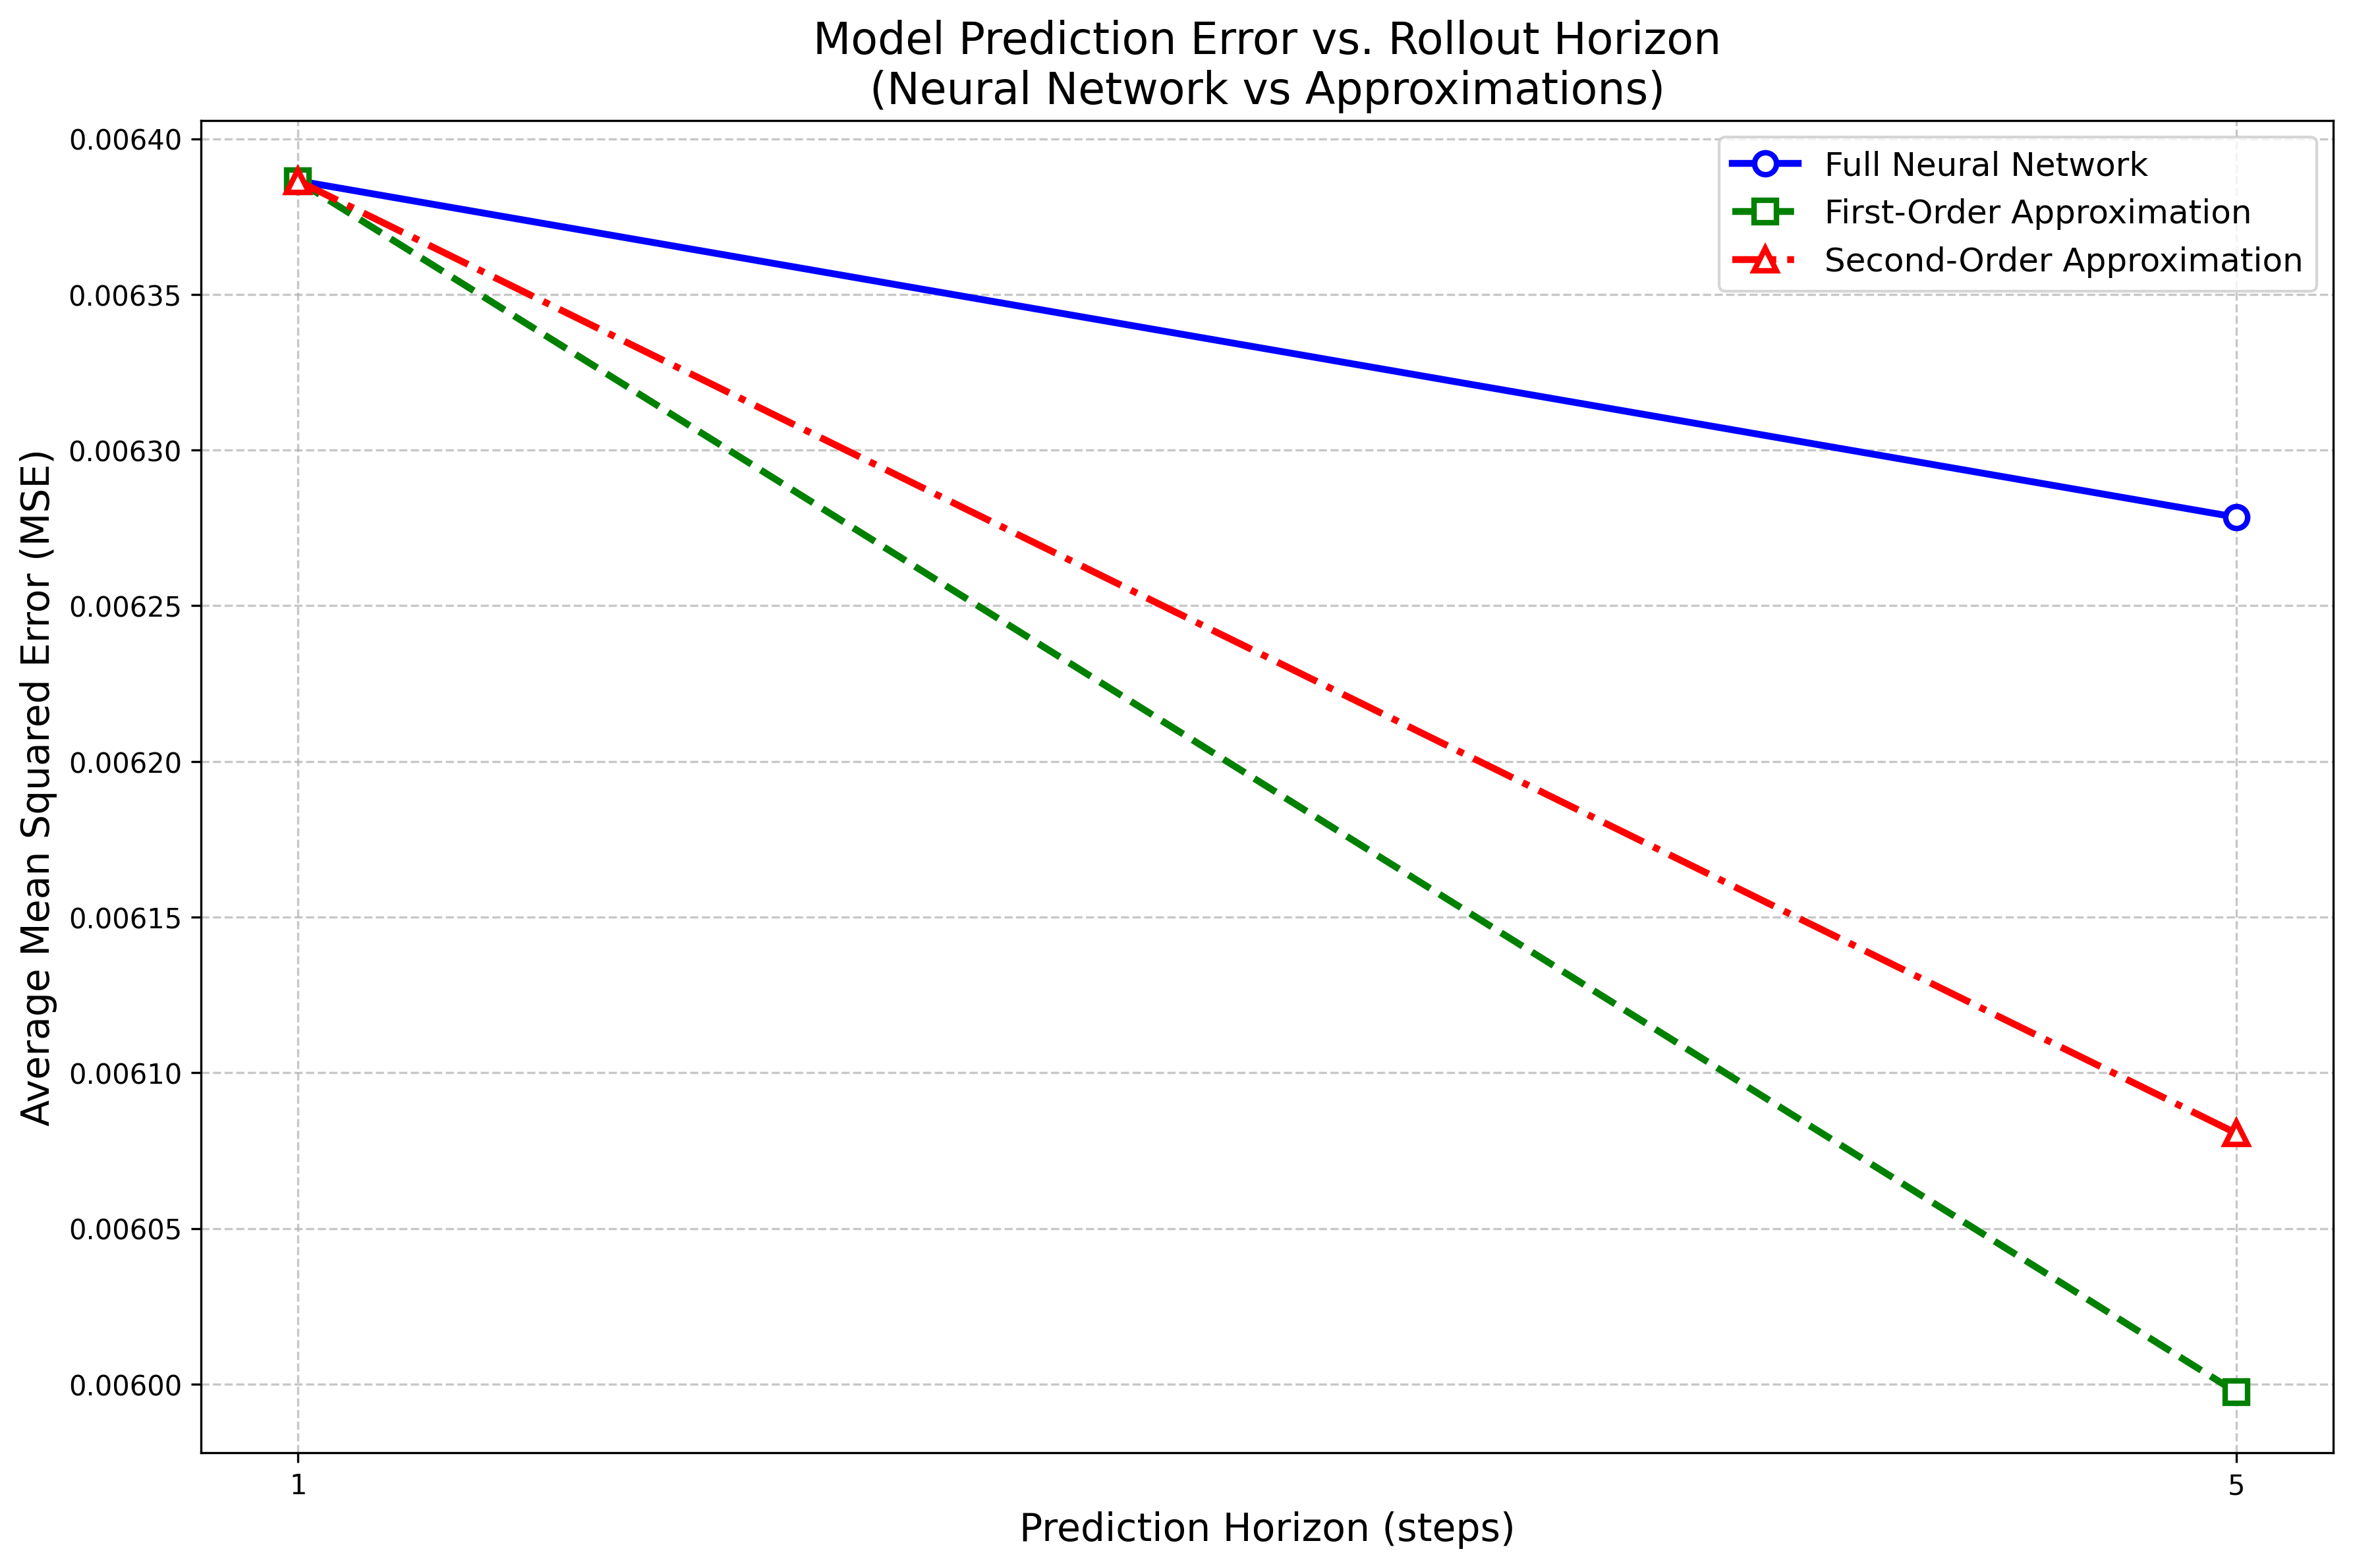 Model Prediction Error vs. Rollout Horizon
(Neural Network vs Approximations)
Full Neural Network
First-Order Approximation
Second-Order Approximation
Average Mean Squared Error (MSE)
0.00640
0.00635
0.00630
0.00625
0.00620
0.00615
0.00610
0.00605
0.00600
1
5
Prediction Horizon (steps)